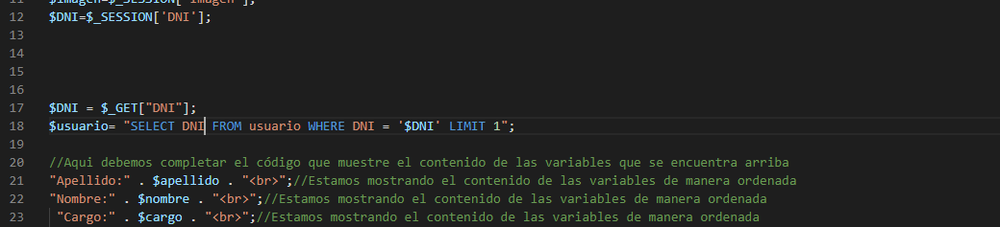 11 $imagen=$_SESSION['imagen'];
12 $DNI=$_SESSION['DNI'];
13
14
15
16
17 $DNI = $_GET["DNI"];
18 $usuario= "SELECT DNI FROM usuario WHERE DNI = '$DNI' LIMIT 1";
19
20 //Aqui debemos completar el código que muestre el contenido de las variables que se encuentra arriba
21 "Apellido:" . $apellido . "<br>";//Estamos mostrando el contenido de las variables de manera ordenada
22 "Nombre:" . $nombre . "<br>";//Estamos mostrando el contenido de las variables de manera ordenada
23 "Cargo:" . $cargo . "<br>";//Estamos mostrando el contenido de las variables de manera ordenada